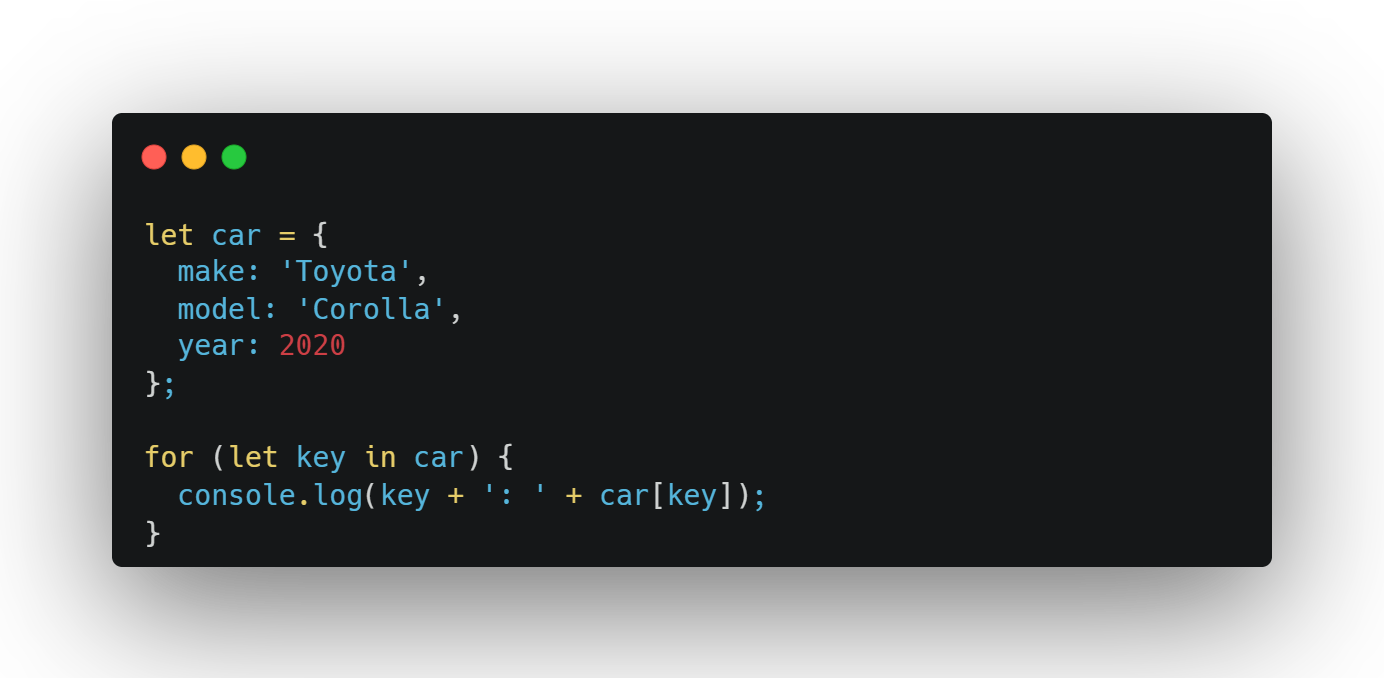 let car = {
  make: 'Toyota',
  model: 'Corolla',
  year: 2020
};

for (let key in car) {
  console.log(key + ': ' + car[key]);
}